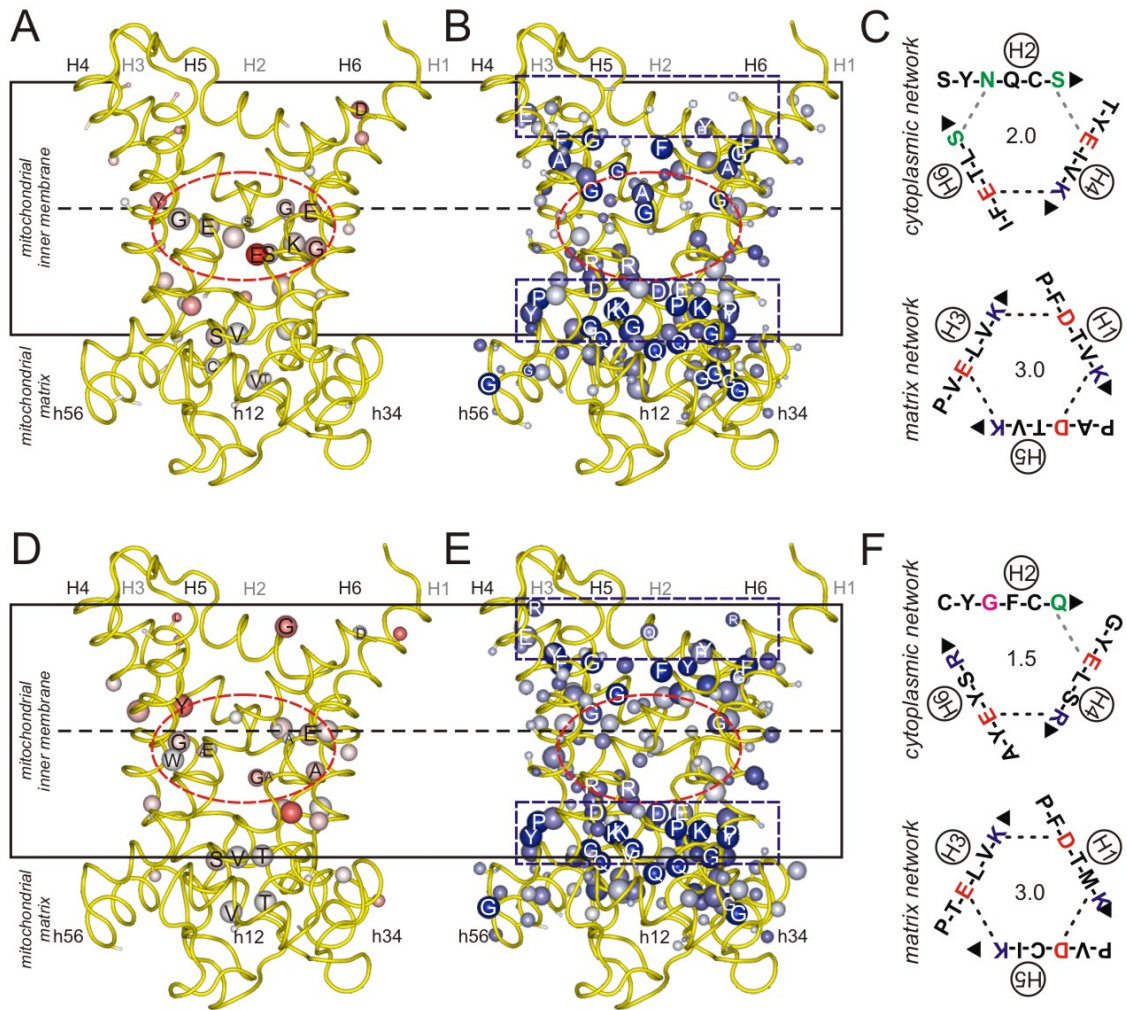 A
B
C
H4 H3 H5 H2 H6 H1
H4 H3 H5 H2 H6 H1
mitochondrial
inner membrane
mitochondrial
matrix
D
Y G E S G E
E S K G
S V
C
V T
h56 h12 h34
E Y
F G F G
A A
G A G
G
R R
D D E
P K P K P
Y Y
G G G
Q Q Q
G G G G G
h56 h12 h34
cytoplasmic network
H2
S-Y-N-Q-C-S
T-Y-E-I-V-K
H4
2.0
I-F-E-T-L-S
H6
matrix network
H3
P-V-E-L-V-K
P-F-D-T-V-K
H1
3.0
P-A-D-T-V-K
H5
D
E
F
H4 H3 H5 H2 H6 H1
H4 H3 H5 H2 H6 H1
mitochondrial
inner membrane
mitochondrial
matrix
L G D
Y
G E A E
W
G A A
S V T
V T
h56 h12 h34
R Q R
E
Y G F Y P Y F
G
G G
R R
D D E
P K K P K P
Y
G G G
Q Q Q
G G
h56 h12 h34
cytoplasmic network
H2
C-Y-G-F-C-Q
G-Y-E-L-S-R
H4
1.5
A-Y-E-Y-S-R
H6
matrix network
H3
P-T-E-L-V-K
P-F-D-T-M-K
H1
3.0
P-V-D-C-I-K
H5